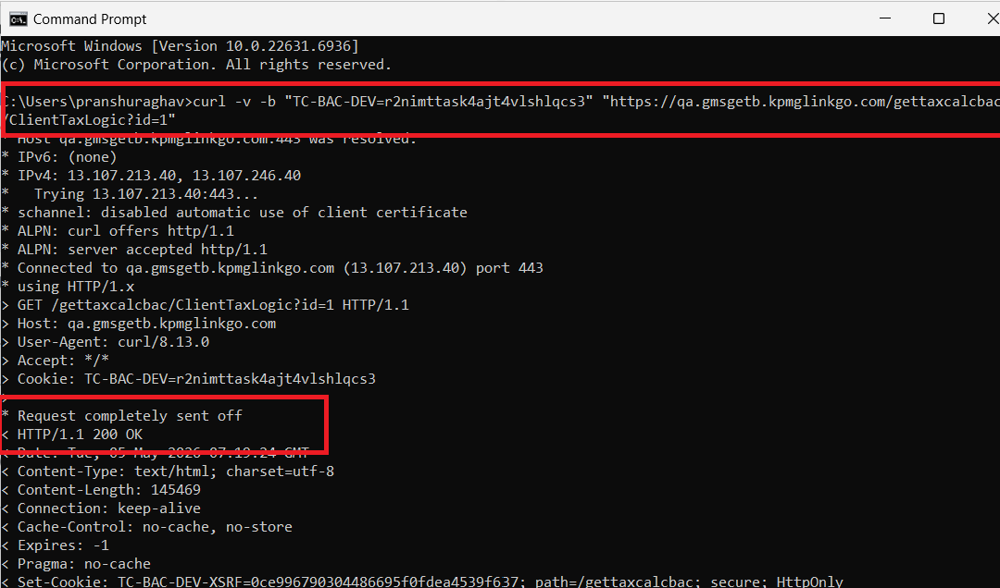 Command Prompt
Microsoft Windows [Version 10.0.22631.6936]
(c) Microsoft Corporation. All rights reserved.
C:\Users\pranshuraghav>curl -v -b "TC-BAC-DEV=r2nimttask4ajt4vlshlqcs3" "https://qa.gmsgetb.kpmglinkgo.com/gettaxcalcbac
/ClientTaxLogic?id=1"
* Host qa.gmsgetb.kpmglinkgo.com:443 was resolved.
* IPv6: (none)
* IPv4: 13.107.213.40, 13.107.246.40
*   Trying 13.107.213.40:443...
* schannel: disabled automatic use of client certificate
* ALPN: curl offers http/1.1
* ALPN: server accepted http/1.1
* Connected to qa.gmsgetb.kpmglinkgo.com (13.107.213.40) port 443
* using HTTP/1.x
> GET /gettaxcalcbac/ClientTaxLogic?id=1 HTTP/1.1
> Host: qa.gmsgetb.kpmglinkgo.com
> User-Agent: curl/8.13.0
> Accept: */*
> Cookie: TC-BAC-DEV=r2nimttask4ajt4vlshlqcs3
>
* Request completely sent off
< HTTP/1.1 200 OK
< Date: Tue, 05 May 2026 07:19:24 GMT
< Content-Type: text/html; charset=utf-8
< Content-Length: 145469
< Connection: keep-alive
< Cache-Control: no-cache, no-store
< Expires: -1
< Pragma: no-cache
< Set-Cookie: TC-BAC-DEV-XSRF=0ce996790304486695f0fdea4539f637; path=/gettaxcalcbac; secure; HttpOnly